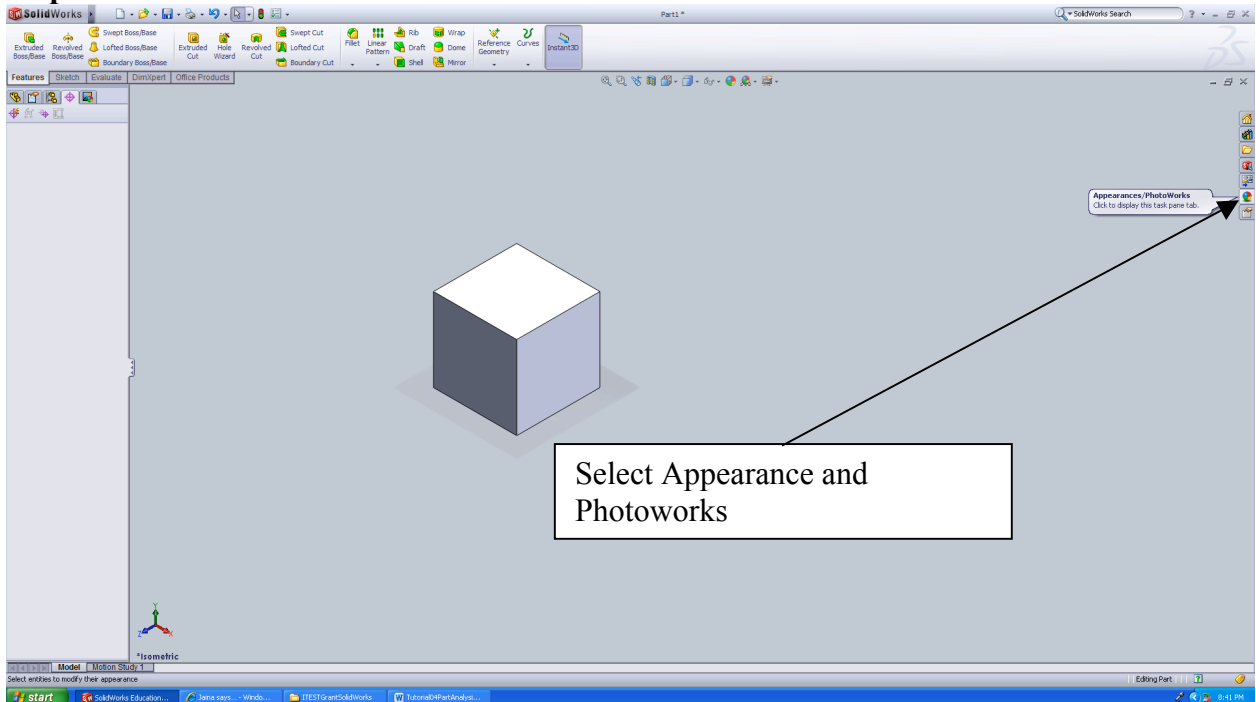 SolidWorks
Part1 *
SolidWorks Search
Extruded Boss/Base
Revolved Boss/Base
Swept Boss/Base
Lofted Boss/Base
Boundary Boss/Base
Extruded Cut
Hole Wizard
Revolved Cut
Swept Cut
Lofted Cut
Boundary Cut
Fillet
Linear Pattern
Rib
Draft
Shell
Wrap
Dome
Mirror
Reference Geometry
Curves
Instant3D
Features Sketch Evaluate DimXpert Office Products
Appearances/PhotoWorks
Click to display this task pane tab.
Select Appearance and
Photoworks
Y
Z X
*Isometric
Model Motion Study 1
Select entities to modify their appearance
Editing Part
start SolidWorks Education... Jaina says... - Windo... ITESTGrantSolidWorks Tutorial04PartAnalysi... 8:41 PM